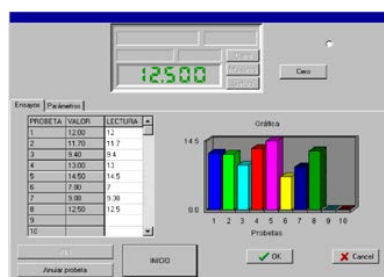 12.500
Cero
Ensayos Parámetros
PROBETA VALOR LECTURA
1 12.00 12
2 11.70 11.7
3 9.40 9.4
4 13.00 13
5 14.50 14.5
6 7.00 7
7 9.08 9.08
8 12.50 12.5
9
10
Gráfica
14.5
0.0
1 2 3 4 5 6 7 8 9 10
Probetas
Anular probeta
INICIO
OK
Cancel